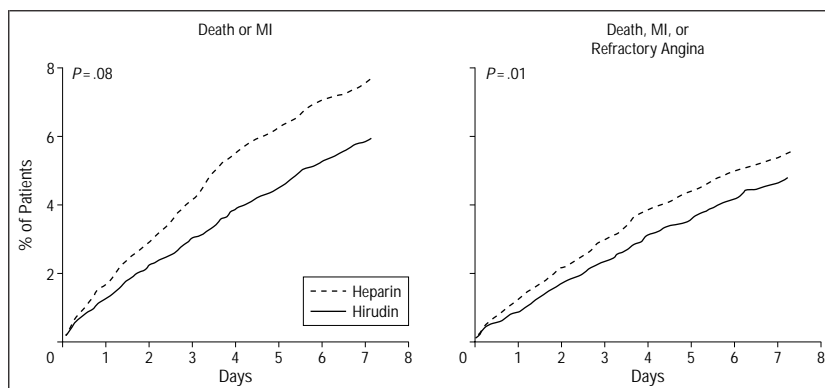 Death or MI
P = .08
% of Patients
8
6
4
2
0
1 2 3 4 5 6 7 8
Days
Heparin
Hirudin
Death, MI, or
Refractory Angina
P = .01
0
1 2 3 4 5 6 7 8
Days